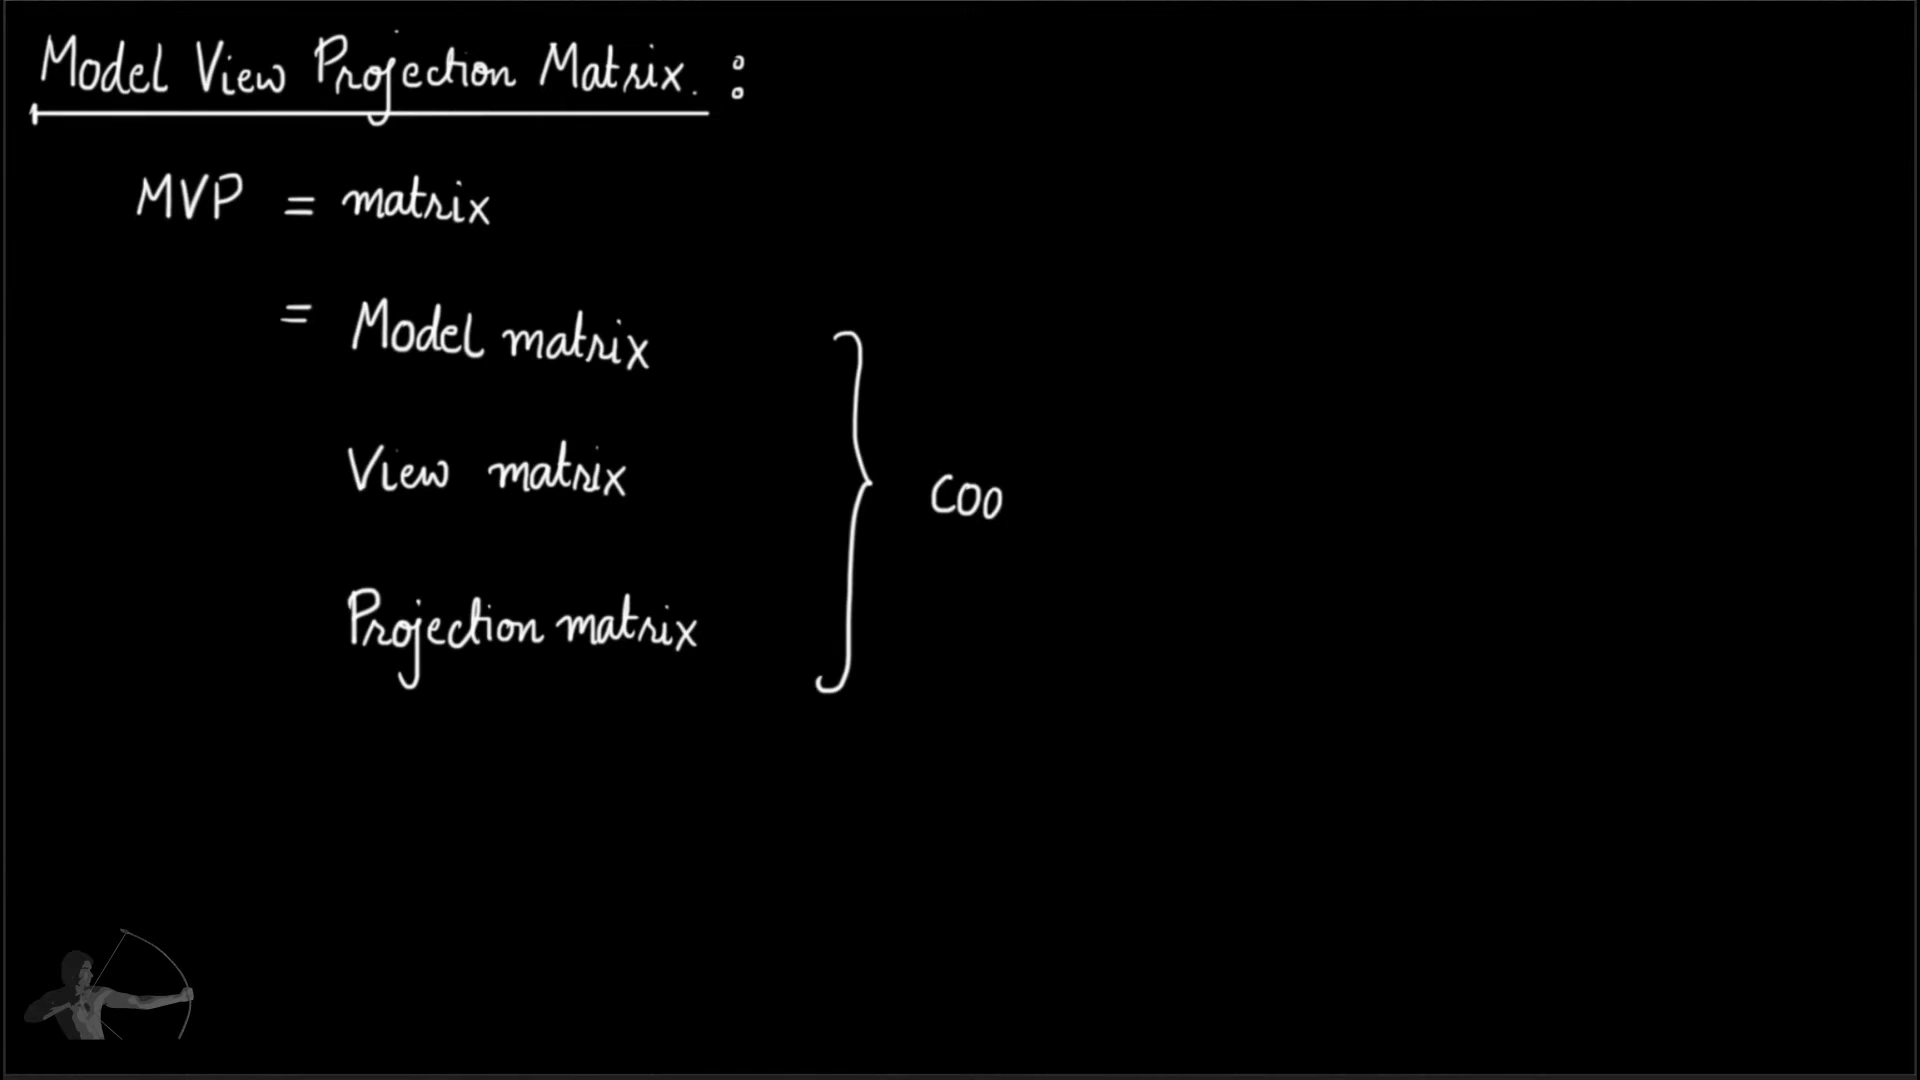 Model View Projection Matrix. :
MVP = matrix
= Model matrix
View matrix
coo
Projection matrix